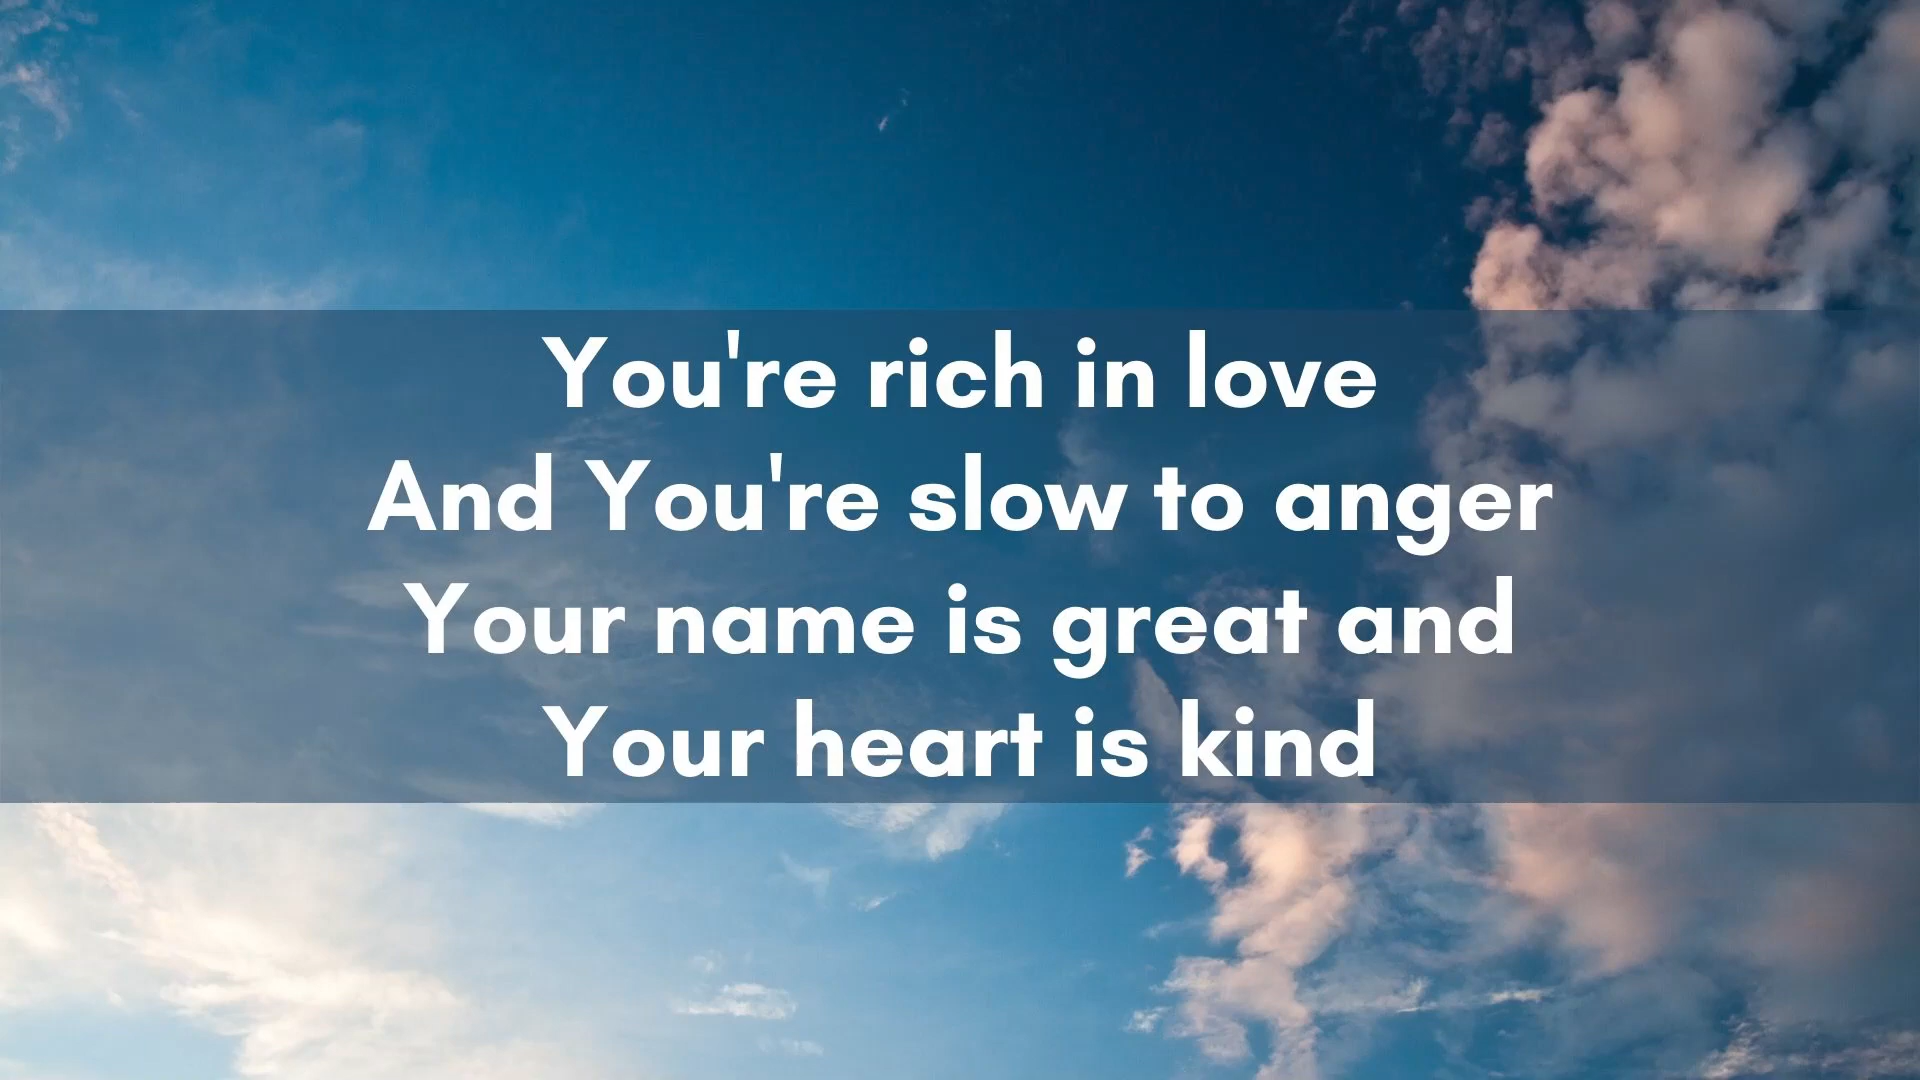 You're rich in love
And You're slow to anger
Your name is great and
Your heart is kind